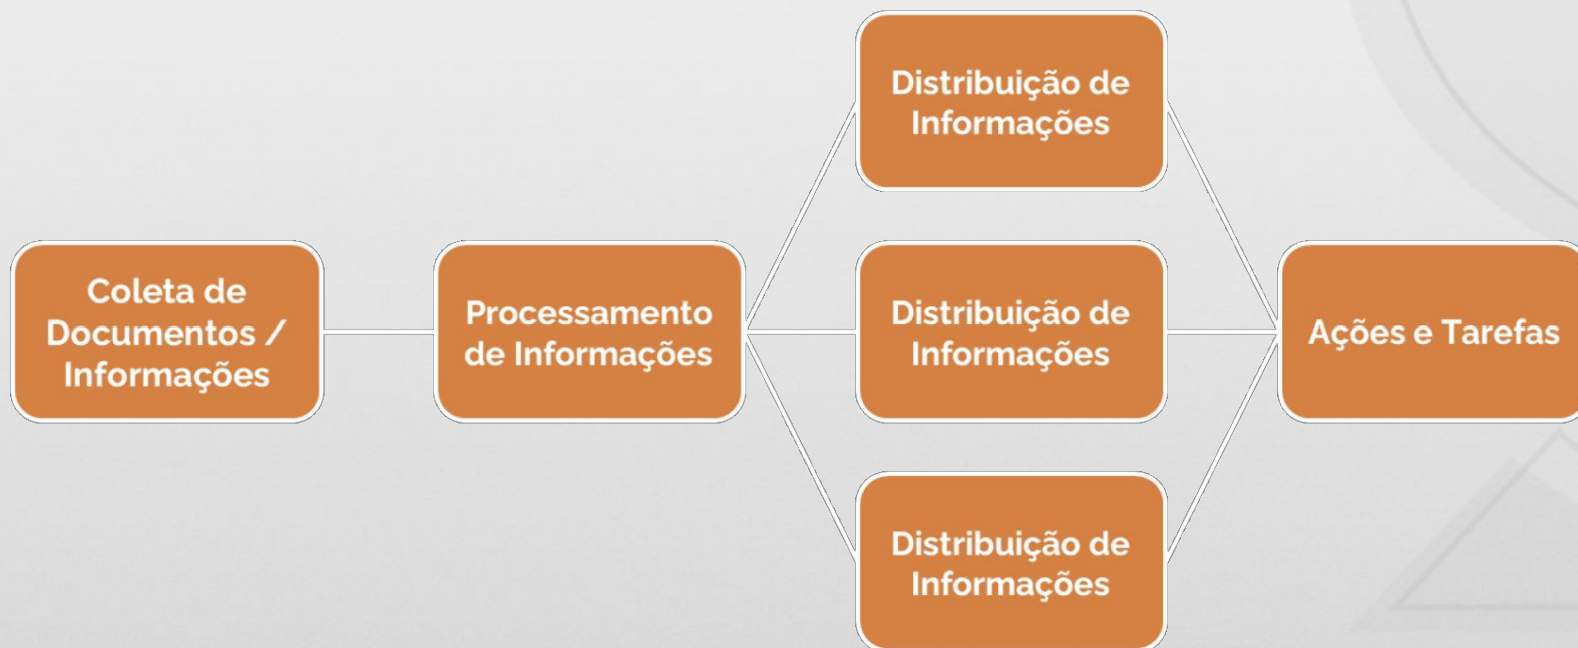 Coleta de
Documentos /
Informações
Processamento
de Informações
Distribuição de
Informações
Distribuição de
Informações
Distribuição de
Informações
Ações e Tarefas